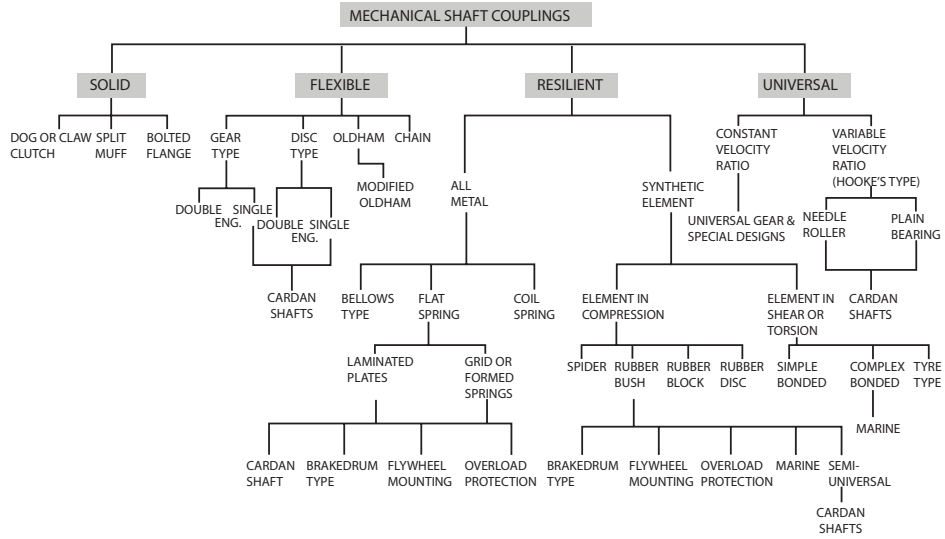 MECHANICAL SHAFT COUPLINGS
SOLID
FLEXIBLE
RESILIENT
UNIVERSAL
DOG OR CLAW
CLUTCH
SPLIT
MUFF
BOLTED
FLANGE
GEAR
TYPE
DISC
TYPE
OLDHAM
CHAIN
MODIFIED
OLDHAM
DOUBLE
SINGLE
ENG.
DOUBLE
SINGLE
ENG.
CARDAN
SHAFTS
ALL
METAL
SYNTHETIC
ELEMENT
CONSTANT
VELOCITY
RATIO
VARIABLE
VELOCITY
RATIO
(HOOKE'S TYPE)
UNIVERSAL GEAR &
SPECIAL DESIGNS
NEEDLE
ROLLER
PLAIN
BEARING
BELLOWS
TYPE
FLAT
SPRING
COIL
SPRING
ELEMENT IN
COMPRESSION
ELEMENT IN
SHEAR OR
TORSION
CARDAN
SHAFTS
LAMINATED
PLATES
GRID OR
FORMED
SPRINGS
SPIDER
RUBBER
BUSH
RUBBER
BLOCK
RUBBER
DISC
SIMPLE
BONDED
COMPLEX
BONDED
TYRE
TYPE
MARINE
CARDAN
SHAFT
BRAKEDRUM
TYPE
FLYWHEEL
MOUNTING
OVERLOAD
PROTECTION
BRAKEDRUM
TYPE
FLYWHEEL
MOUNTING
OVERLOAD
PROTECTION
MARINE
SEMI-
UNIVERSAL
CARDAN
SHAFTS